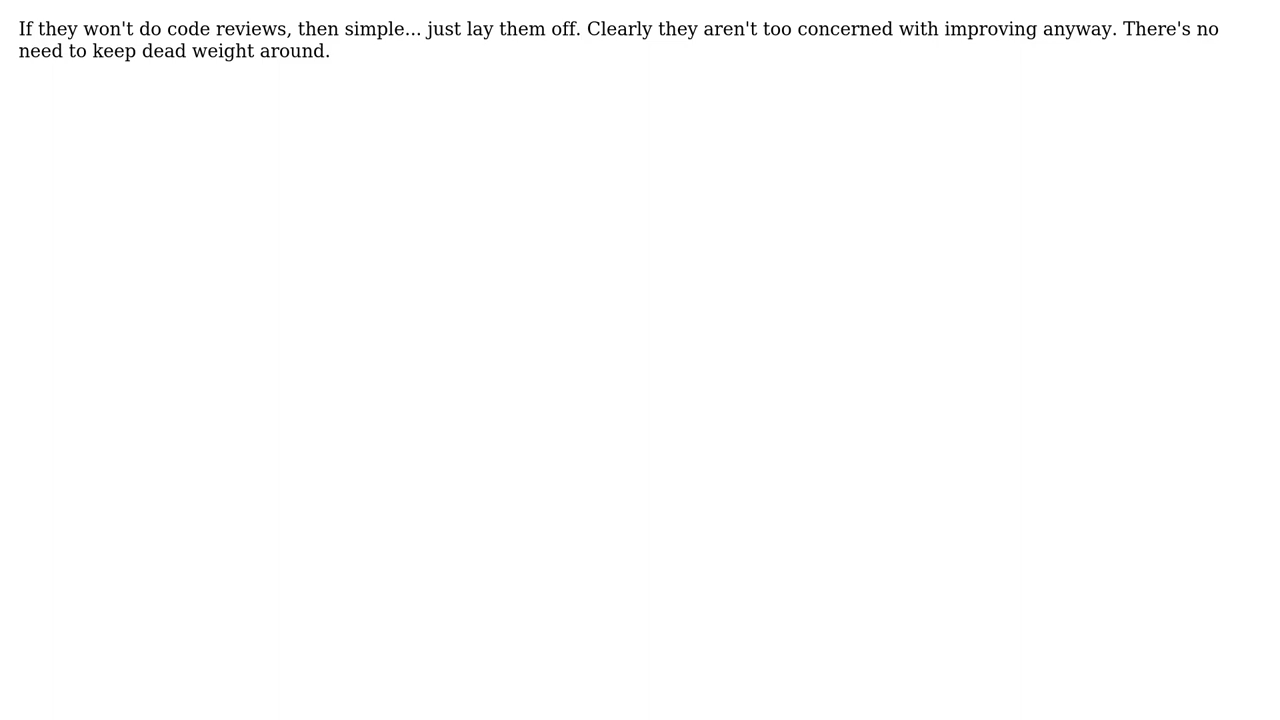 If they won't do code reviews, then simple... just lay them off. Clearly they aren't too concerned with improving anyway. There's no
need to keep dead weight around.